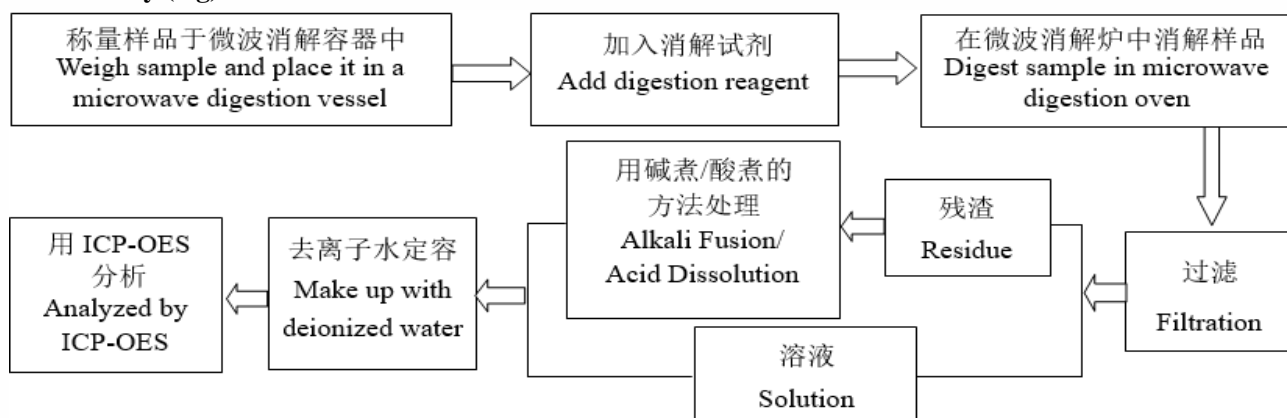 称量样品于微波消解容器中
Weigh sample and place it in a
microwave digestion vessel
加入消解试剂
Add digestion reagent
在微波消解炉中消解样品
Digest sample in microwave
digestion oven
过滤
Filtration
残渣
Residue
用碱煮/酸煮的
方法处理
Alkali Fusion/
Acid Dissolution
溶液
Solution
去离子水定容
Make up with
deionized water
用 ICP-OES
分析
Analyzed by
ICP-OES